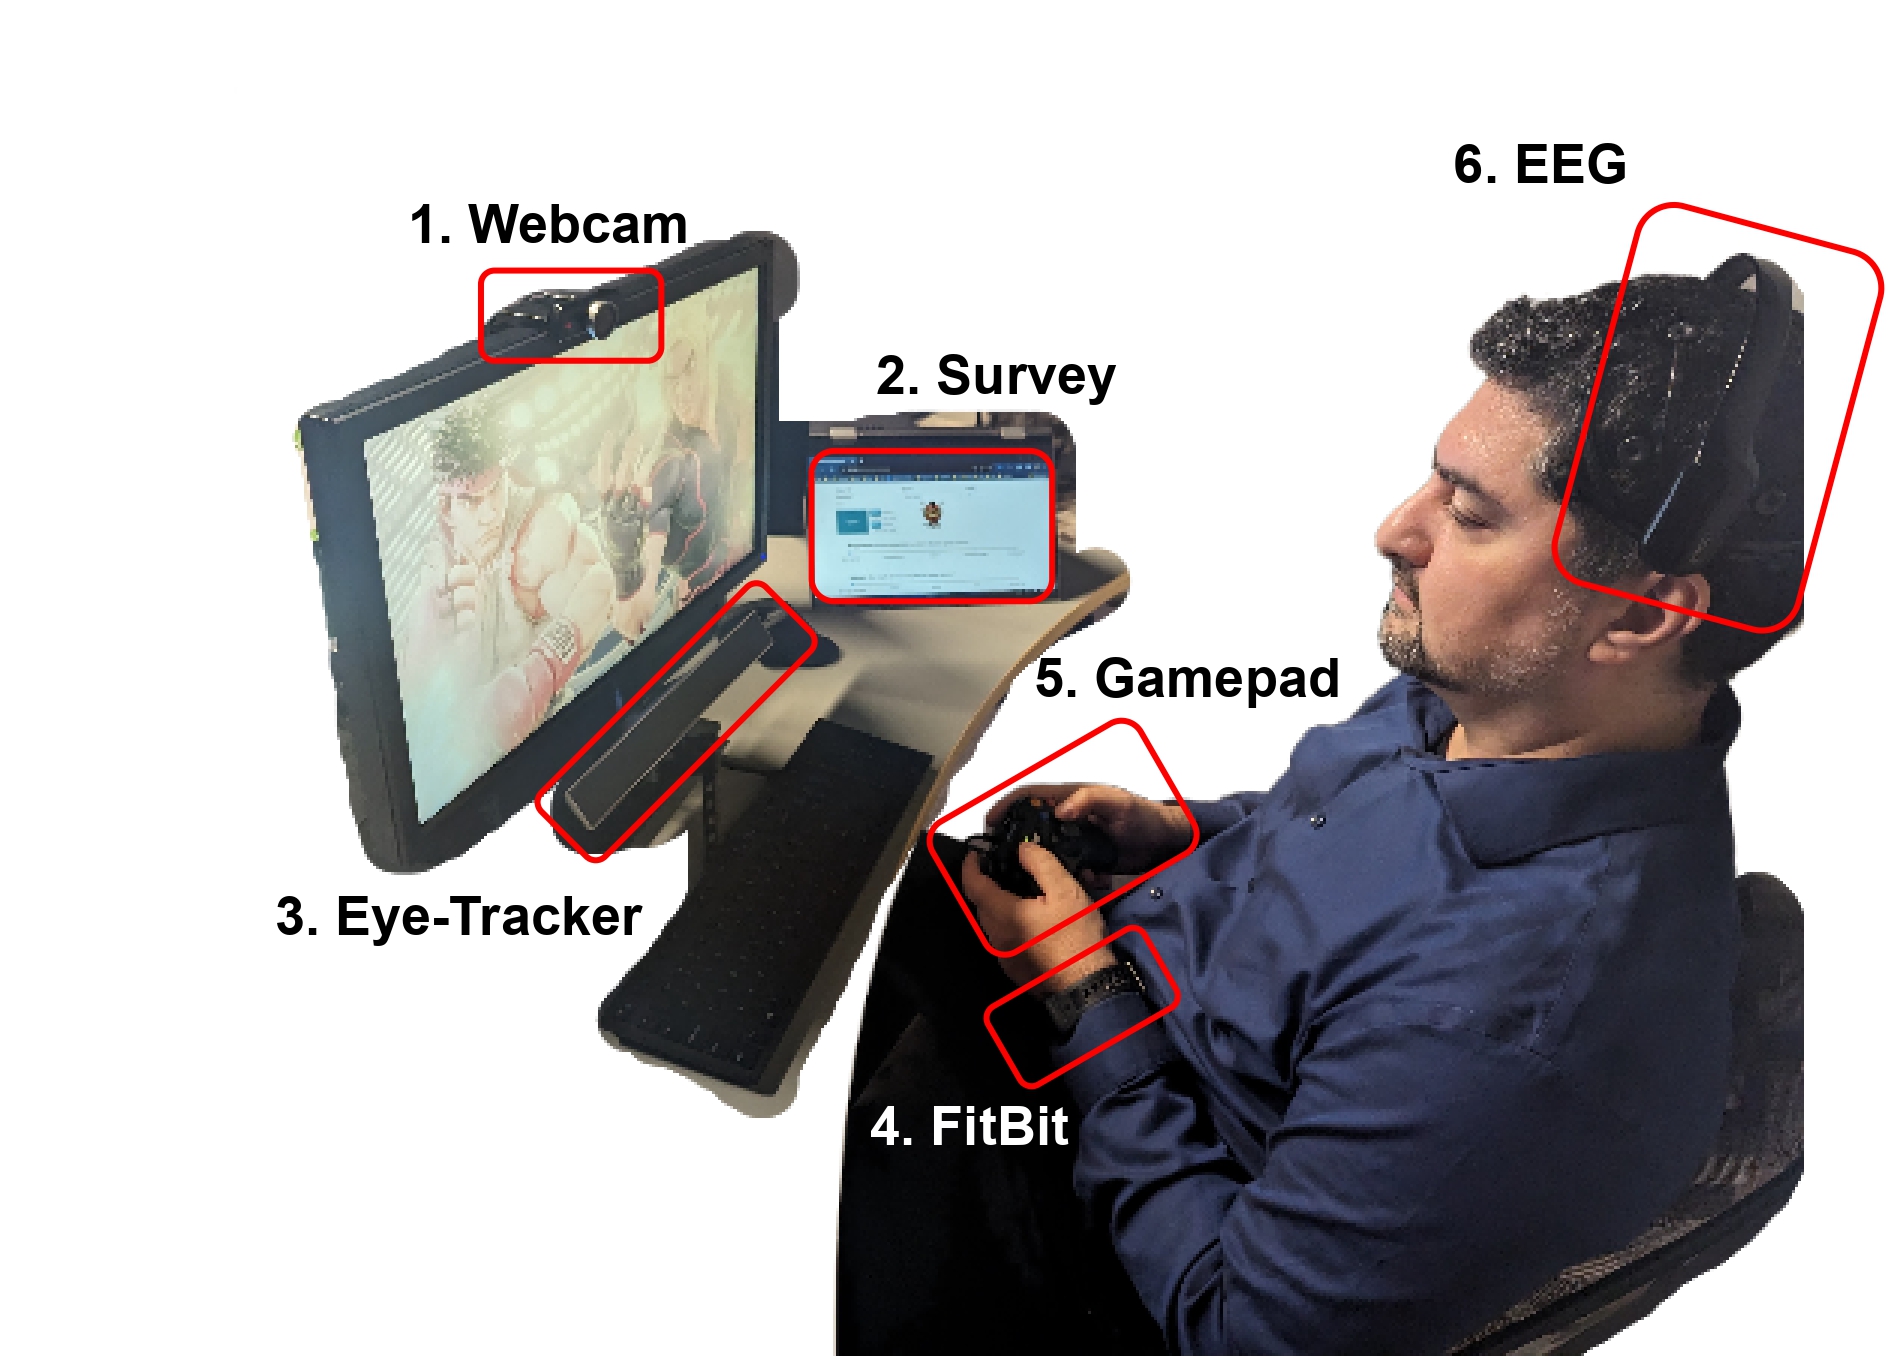 6. EEG
1. Webcam
2. Survey
5. Gamepad
3. Eye-Tracker
4. FitBit